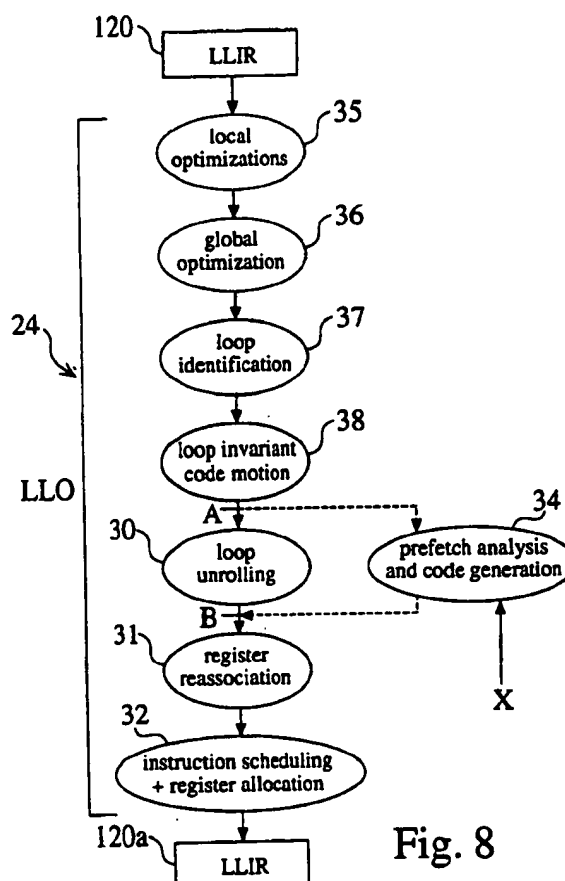 120
LLIR
35
local
optimizations
36
global
optimization
24
37
loop
identification
38
loop invariant
code motion
LLO
A
30
34
loop
unrolling
prefetch analysis
and code generation
B
31
register
reassociation
X
32
instruction scheduling
+ register allocation
120a
LLIR
Fig. 8